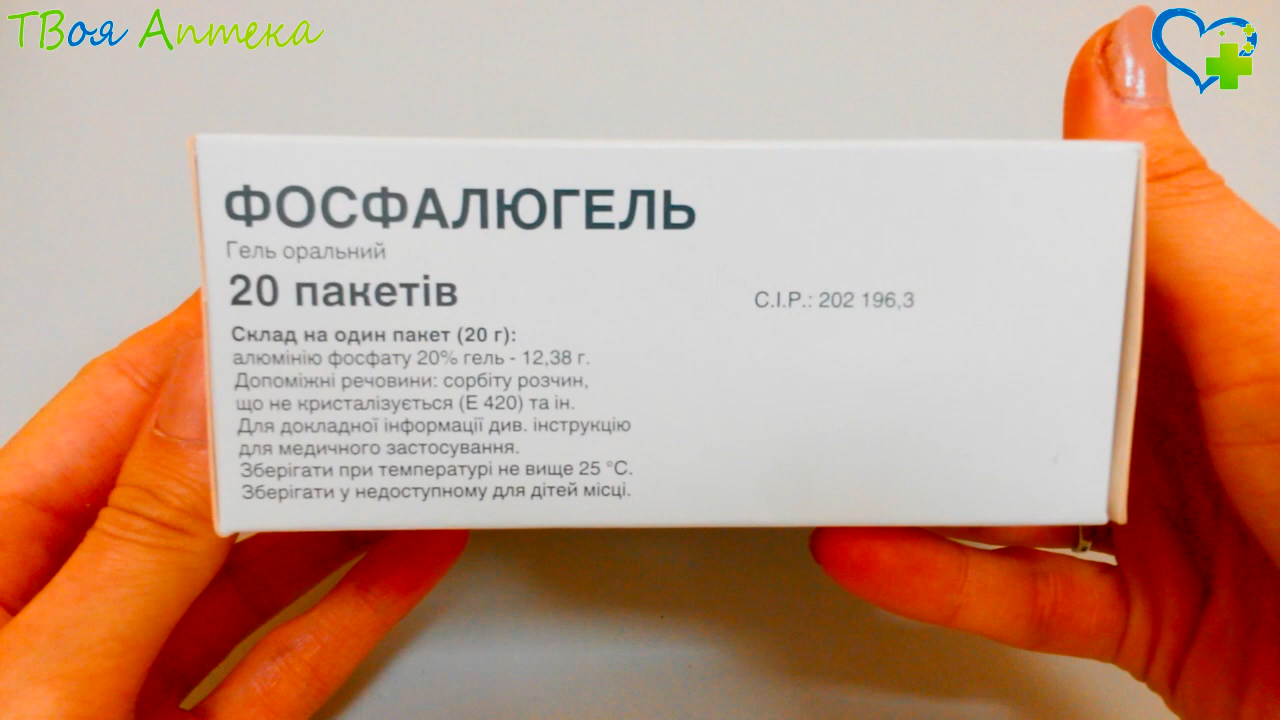 ТВоя Аптека
ФОСФАЛЮГЕЛЬ
Гель оральний
20 пакетів
C.I.P.: 202 196,3
Склад на один пакет (20 г):
алюмінію фосфату 20% гель - 12,38 г.
Допоміжні речовини: сорбіту розчин,
що не кристалізується (Е 420) та ін.
Для докладної інформації див. інструкцію
для медичного застосування.
Зберігати при температурі не вище 25 °С.
Зберігати у недоступному для дітей місці.